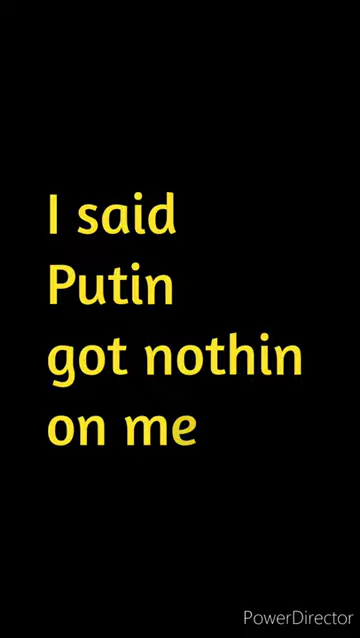 I said
Putin
got nothin
on me
PowerDirector